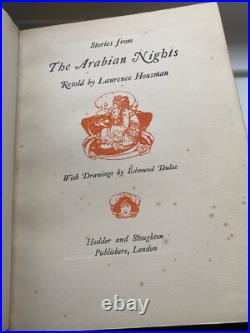 Stories from
The Arabian Nights
Retold by Laurence Housman
With Drawings by Edmund Dulac
Hodder and Stoughton
Publishers, London